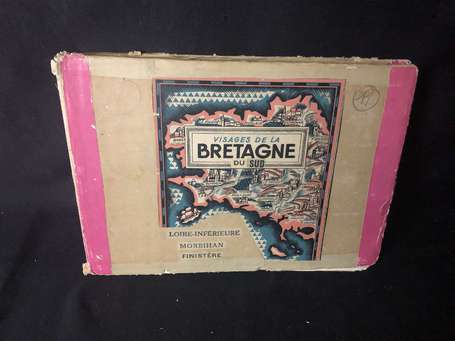 VISAGES DE LA
BRETAGNE
DU SUD
LOIRE-INFÉRIEURE
MORBIHAN
FINISTÈRE